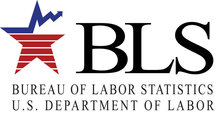 BLS
BUREAU OF LABOR STATISTICS
U.S. DEPARTMENT OF LABOR